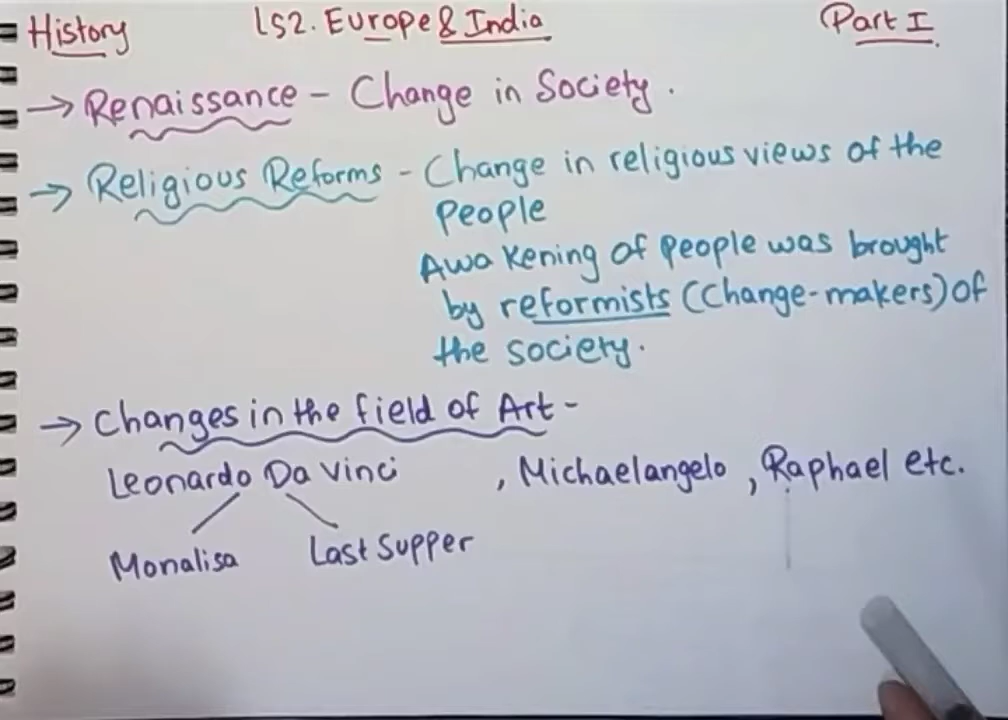 History LS2. Europe & India Part I
→ Renaissance - Change in Society.
→ Religious Reforms - Change in religious views of the
People
Awakening of people was brought
by reformists (Change-makers) of
the society.
→ Changes in the field of Art -
Leonardo Da Vinci , Michaelangelo , Raphael etc.
Monalisa Last Supper